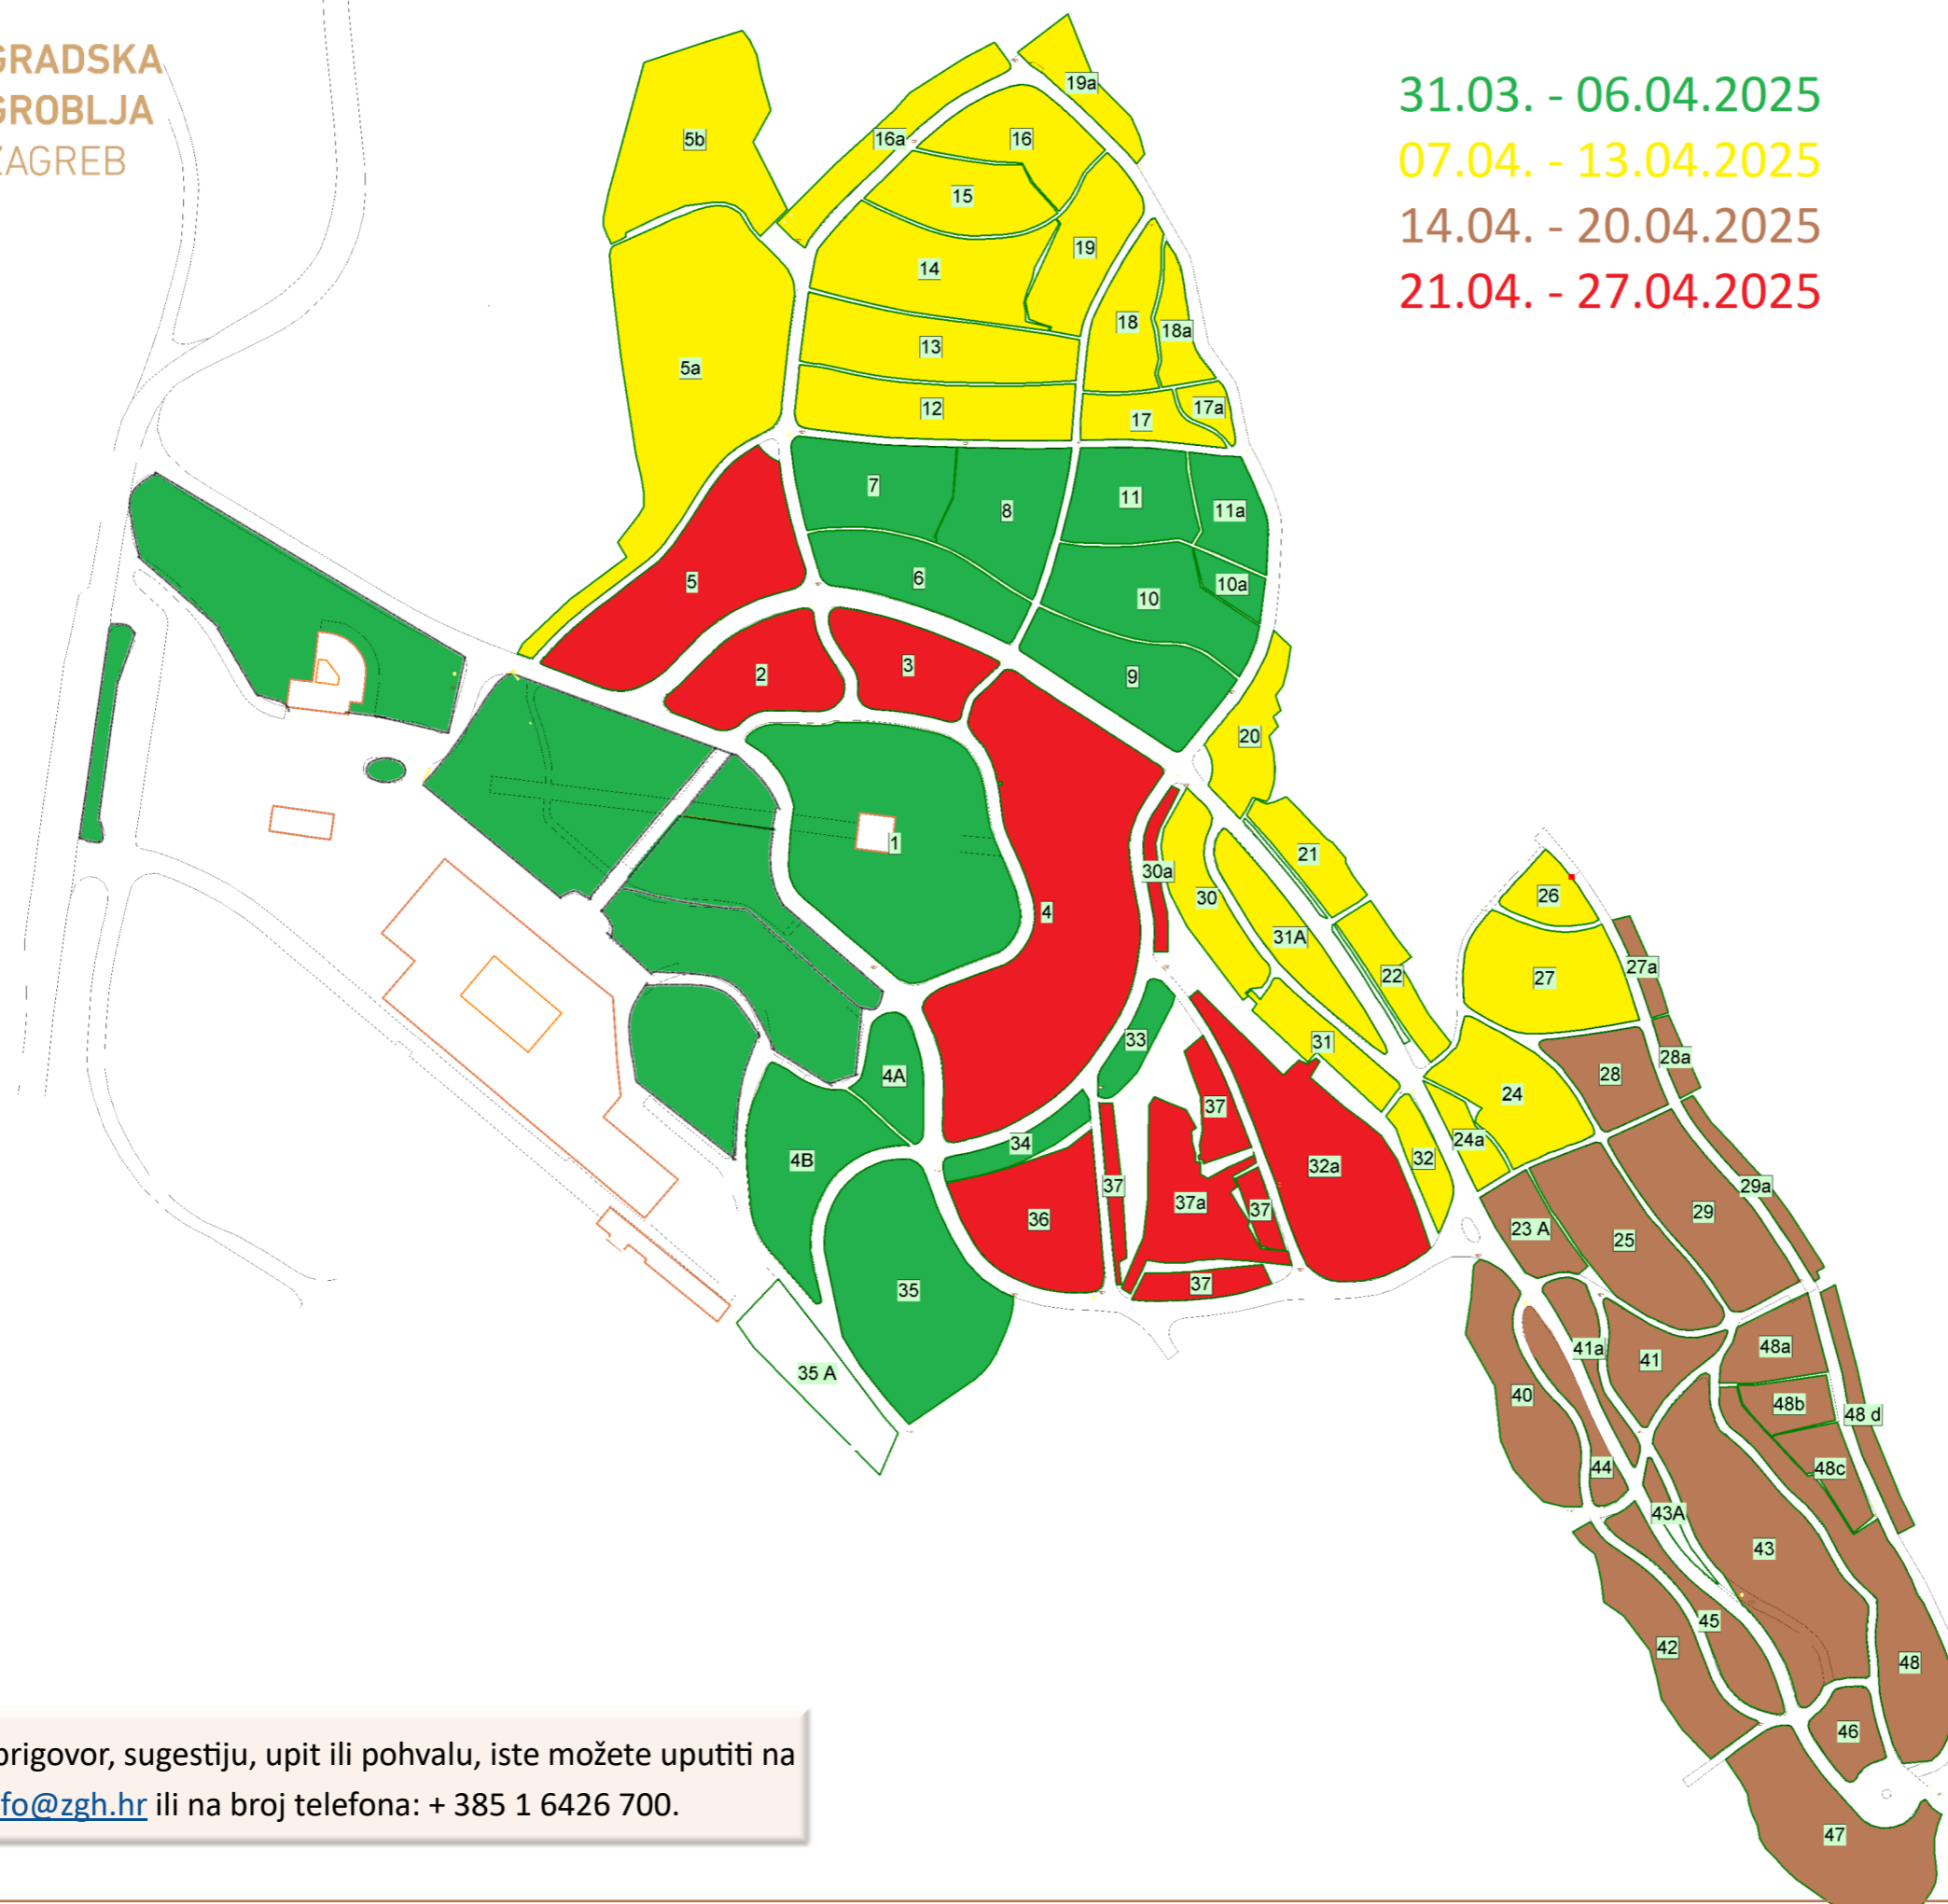 GRADSKA
GROBLJA
ZAGREB
31.03. - 06.04.2025
07.04. - 13.04.2025
14.04. - 20.04.2025
21.04. - 27.04.2025
19a
5b
16a
16
15
19
14
18
18a
13
5a
12
17a
17
7
11
8
11a
5
6
10a
10
3
2
9
20
1
21
30a
26
30
4
31A
27a
22
27
33
31
28a
4A
28
24
37
24a
34
4B
32
32a
37
29a
37a
37
29
36
23 A
25
37
35
48a
41a
41
35 A
40
48b
48 d
44
48c
43A
43
45
42
48
46
47
prigovor, sugestiju, upit ili pohvalu, iste možete uputiti na
fo@zgh.hr ili na broj telefona: + 385 1 6426 700.